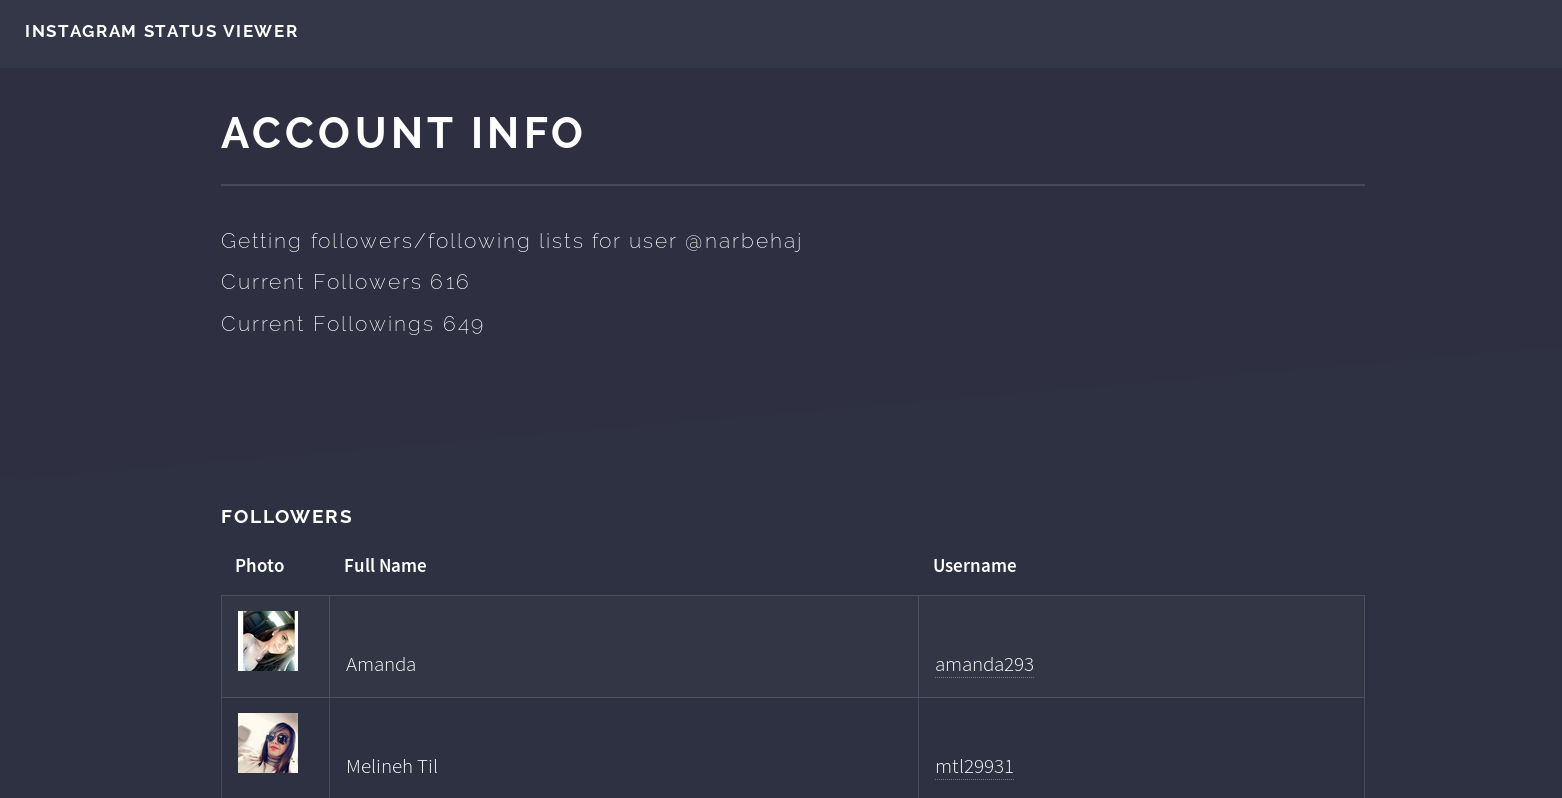 INSTAGRAM STATUS VIEWER
ACCOUNT INFO
Getting followers/following lists for user @narbehaj
Current Followers 616
Current Followings 649
FOLLOWERS
Photo Full Name Username
Amanda amanda293
Melineh Til mtl29931